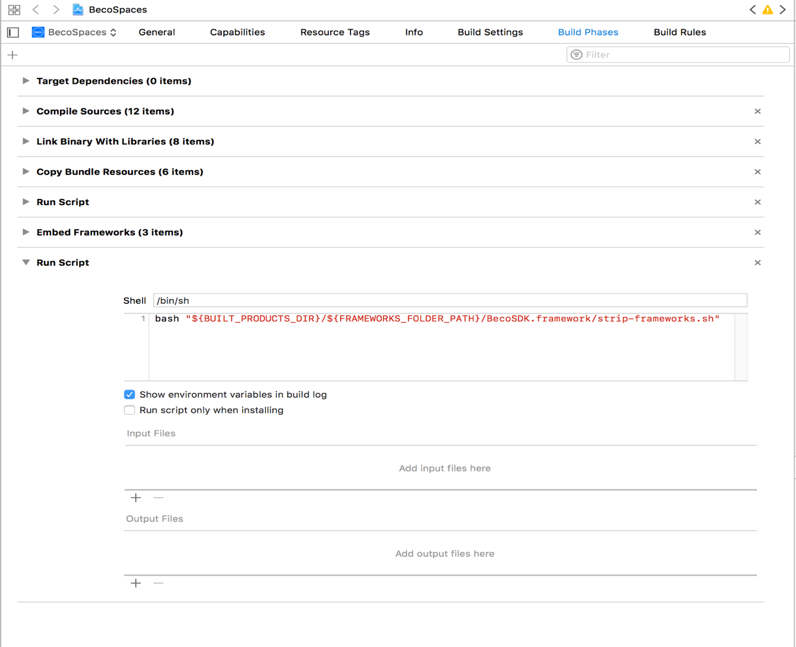 BecoSpaces
BecoSpaces General Capabilities Resource Tags Info Build Settings Build Phases Build Rules
Filter
Target Dependencies (0 items)
Compile Sources (12 items)
Link Binary With Libraries (8 items)
Copy Bundle Resources (6 items)
Run Script
Embed Frameworks (3 items)
Run Script
Shell /bin/sh
1 bash "${BUILT_PRODUCTS_DIR}/${FRAMEWORKS_FOLDER_PATH}/BecoSDK.framework/strip-frameworks.sh"
Show environment variables in build log
Run script only when installing
Input Files
Add input files here
Output Files
Add output files here